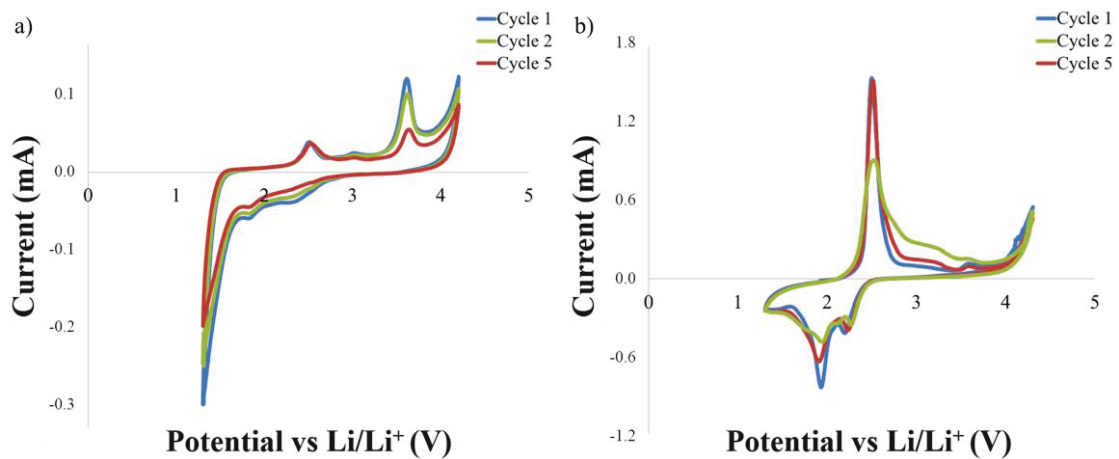 a)
Cycle 1
Cycle 2
Cycle 5
0.1
0.0
-0.1
-0.2
-0.3
0
1
2
3
4
5
Current (mA)
Potential vs Li/Li⁺ (V)
b)
Cycle 1
Cycle 2
Cycle 5
1.8
1.2
0.6
0.0
-0.6
-1.2
0
1
2
3
4
5
Current (mA)
Potential vs Li/Li⁺ (V)